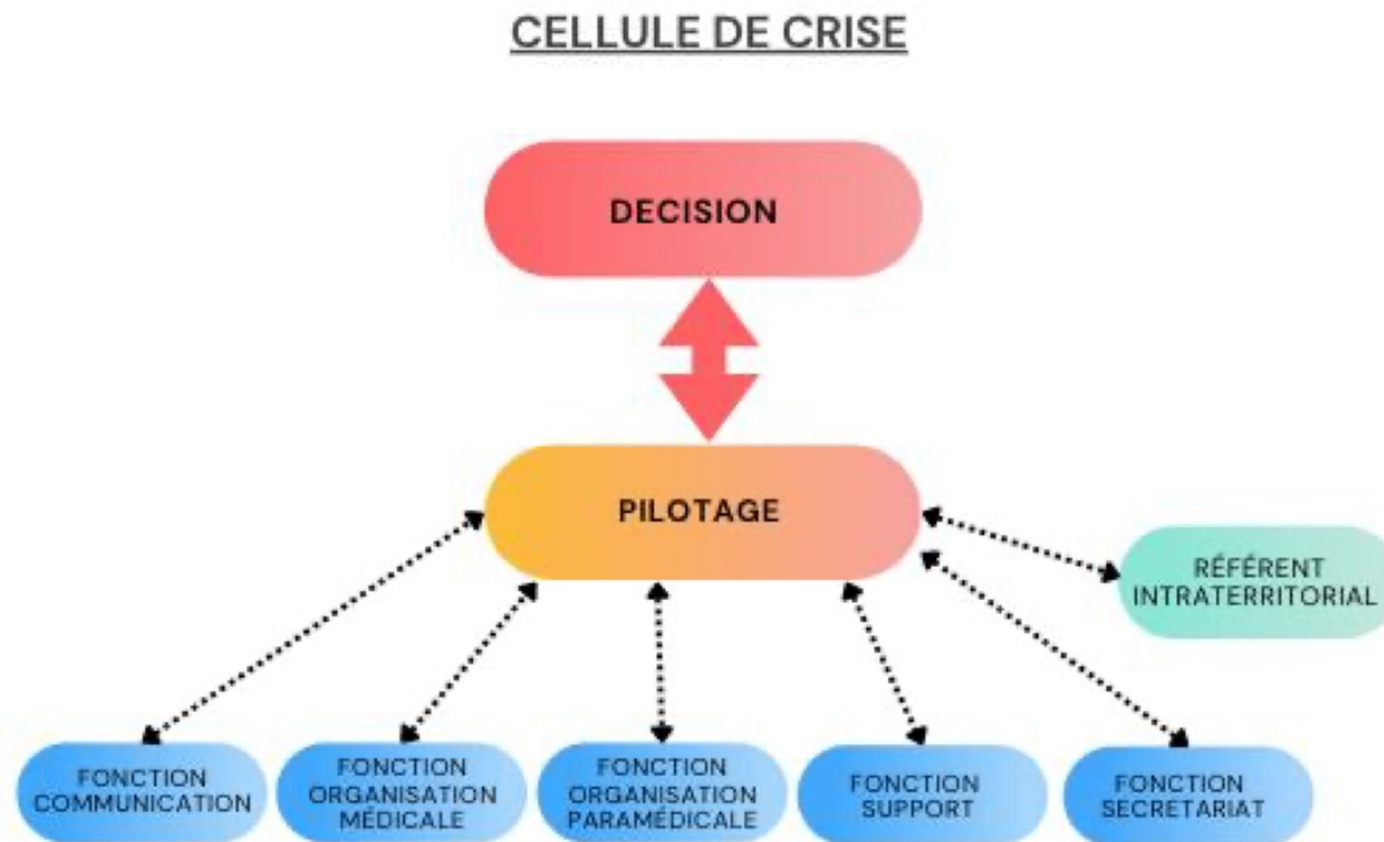 CELLULE DE CRISE
DECISION
PILOTAGE
RÉFÉRENT
INTRATERRITORIAL
FONCTION
COMMUNICATION
FONCTION
ORGANISATION
MÉDICALE
FONCTION
ORGANISATION
PARAMÉDICALE
FONCTION
SUPPORT
FONCTION
SECRETARIAT